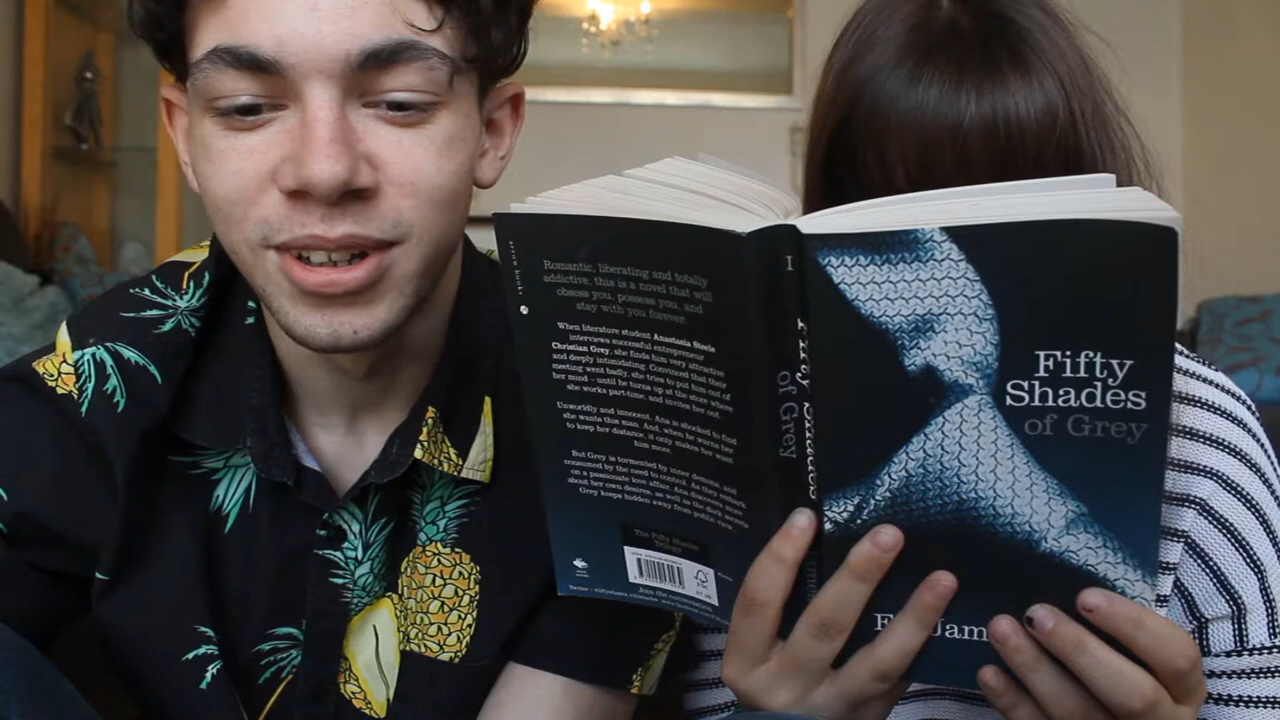 arrow books
Romantic, liberating and totally
addictive, this is a novel that will
obsess you, possess you, and
stay with you forever.
When literature student Anastasia Steele
interviews successful entrepreneur
Christian Grey, she finds him very attractive
and deeply intimidating. Convinced that their
meeting went badly, she tries to put him out of
her mind – until he turns up at the store where
she works part-time, and invites her out.
Unworldly and innocent, Ana is shocked to find
she wants this man. And, when he warns her
to keep her distance, it only makes her want
him more.
But Grey is tormented by inner demons, and
consumed by the need to control. As they embark
on a passionate love affair, Ana discovers more
about her own desires, as well as the dark secrets
Grey keeps hidden away from public view
The Fifty Shades
Trilogy
Join the conversation
I
Fifty Shades
of Grey
Fifty
Shades
of Grey
E Jam